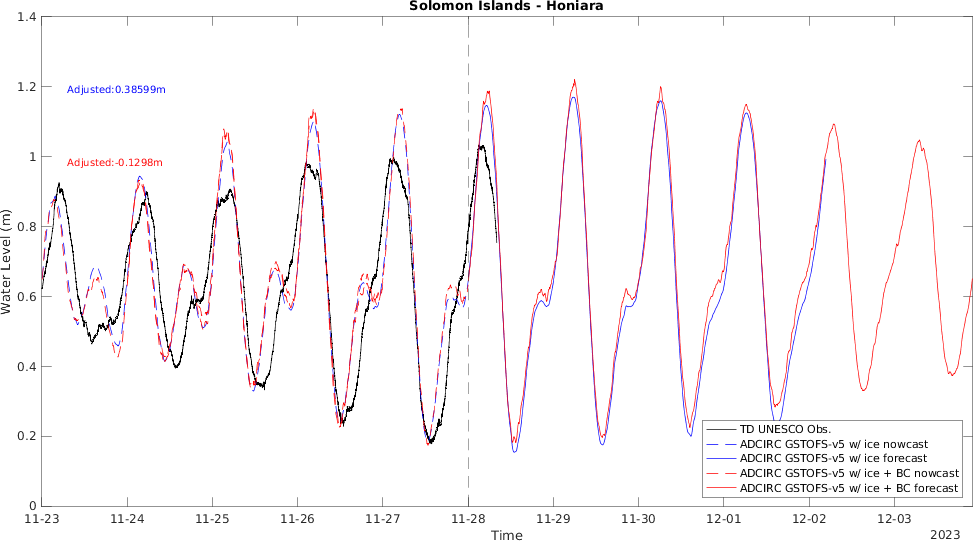 Solomon Islands - Honiara
1.4
1.2
1
0.8
0.6
0.4
0.2
0
Water Level (m)
Adjusted:0.38599m
Adjusted:-0.1298m
TD UNESCO Obs.
ADCIRC GSTOFS-v5 w/ ice nowcast
ADCIRC GSTOFS-v5 w/ ice forecast
ADCIRC GSTOFS-v5 w/ ice + BC nowcast
ADCIRC GSTOFS-v5 w/ ice + BC forecast
11-23 11-24 11-25 11-26 11-27 11-28 11-29 11-30 12-01 12-02 12-03
Time
2023